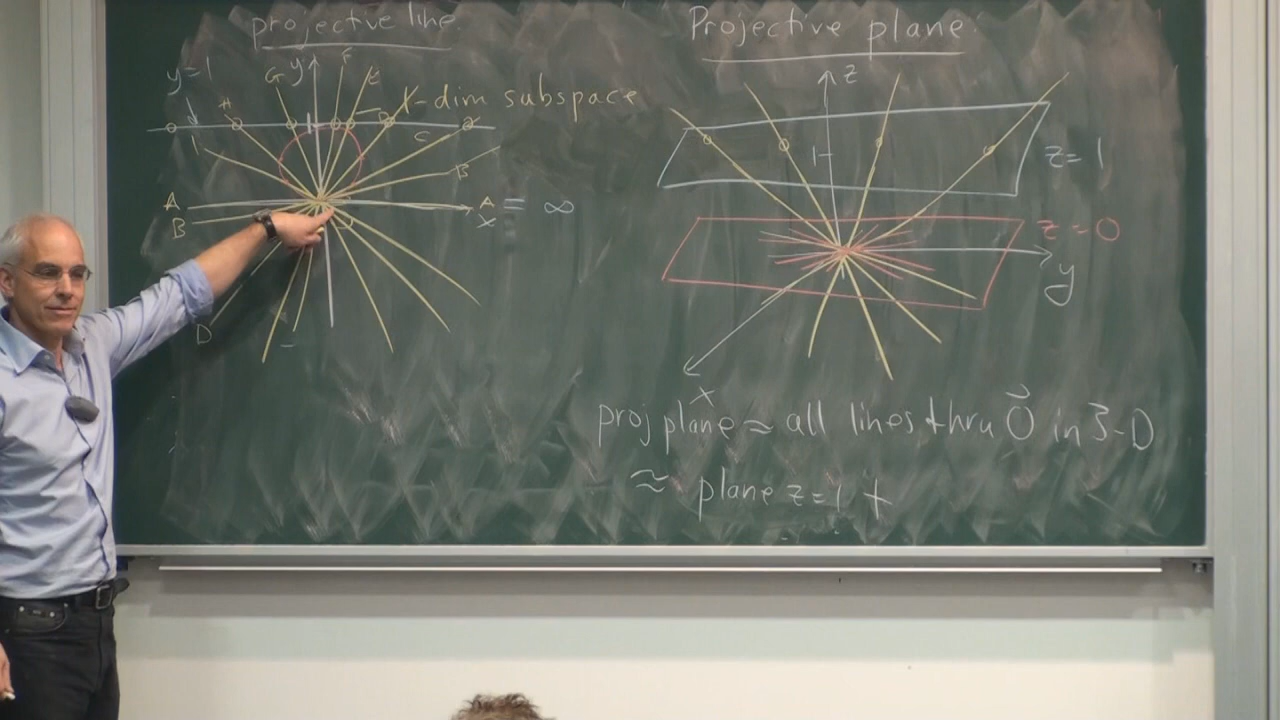 projective line
y=1
G
y
F
E
H
D
1-dim subspace
C
B
A
A
= ∞
B
x
D
Projective plane:
z
1
z=1
z=0
y
x
proj plane ≈ all lines thru 0⃗ in 3-D
≈ plane z=1 +